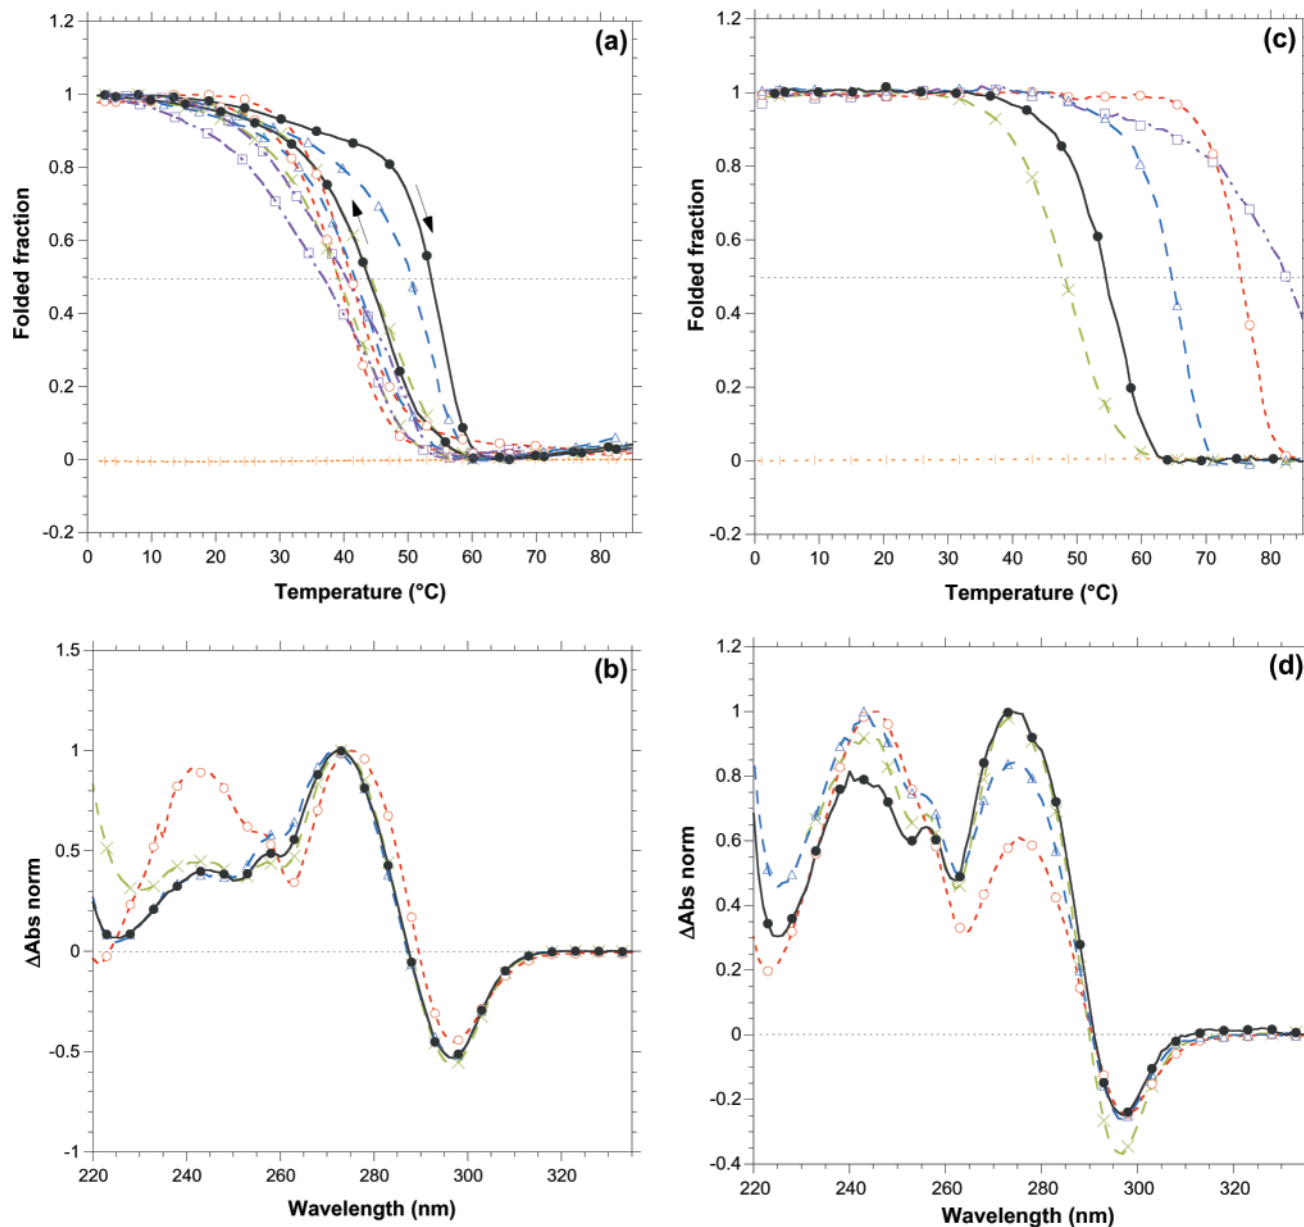 (a)
1.2
1
0.8
0.6
0.4
0.2
0
-0.2
Folded fraction
0 10 20 30 40 50 60 70 80
Temperature (°C)
(c)
1.2
1
0.8
0.6
0.4
0.2
0
-0.2
Folded fraction
0 10 20 30 40 50 60 70 80
Temperature (°C)
(b)
1.5
1
0.5
0
-0.5
-1
ΔAbs norm
220 240 260 280 300 320
Wavelength (nm)
(d)
1.2
1
0.8
0.6
0.4
0.2
0
-0.2
-0.4
ΔAbs norm
220 240 260 280 300 320
Wavelength (nm)